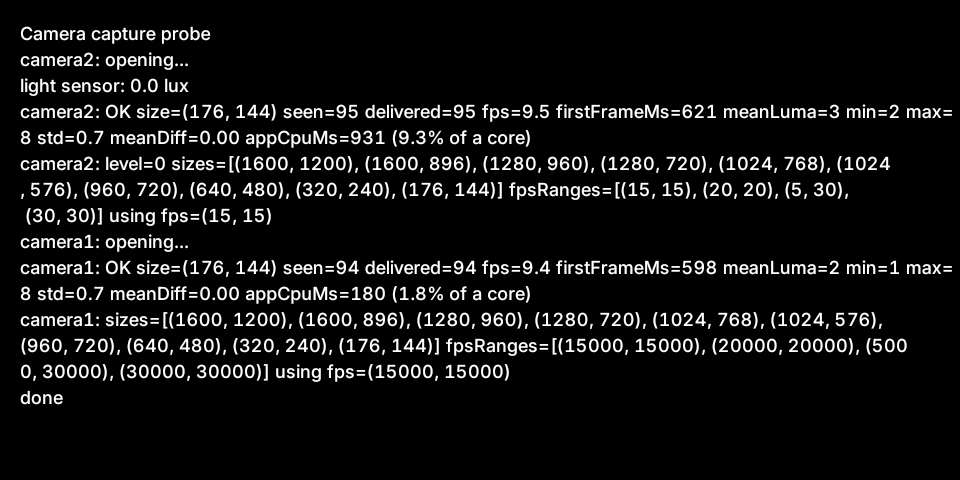 Camera capture probe
camera2: opening...
light sensor: 0.0 lux
camera2: OK size=(176, 144) seen=95 delivered=95 fps=9.5 firstFrameMs=621 meanLuma=3 min=2 max=
8 std=0.7 meanDiff=0.00 appCpuMs=931 (9.3% of a core)
camera2: level=0 sizes=[(1600, 1200), (1600, 896), (1280, 960), (1280, 720), (1024, 768), (1024
, 576), (960, 720), (640, 480), (320, 240), (176, 144)] fpsRanges=[(15, 15), (20, 20), (5, 30),
(30, 30)] using fps=(15, 15)
camera1: opening...
camera1: OK size=(176, 144) seen=94 delivered=94 fps=9.4 firstFrameMs=598 meanLuma=2 min=1 max=
8 std=0.7 meanDiff=0.00 appCpuMs=180 (1.8% of a core)
camera1: sizes=[(1600, 1200), (1600, 896), (1280, 960), (1280, 720), (1024, 768), (1024, 576),
(960, 720), (640, 480), (320, 240), (176, 144)] fpsRanges=[(15000, 15000), (20000, 20000), (500
0, 30000), (30000, 30000)] using fps=(15000, 15000)
done